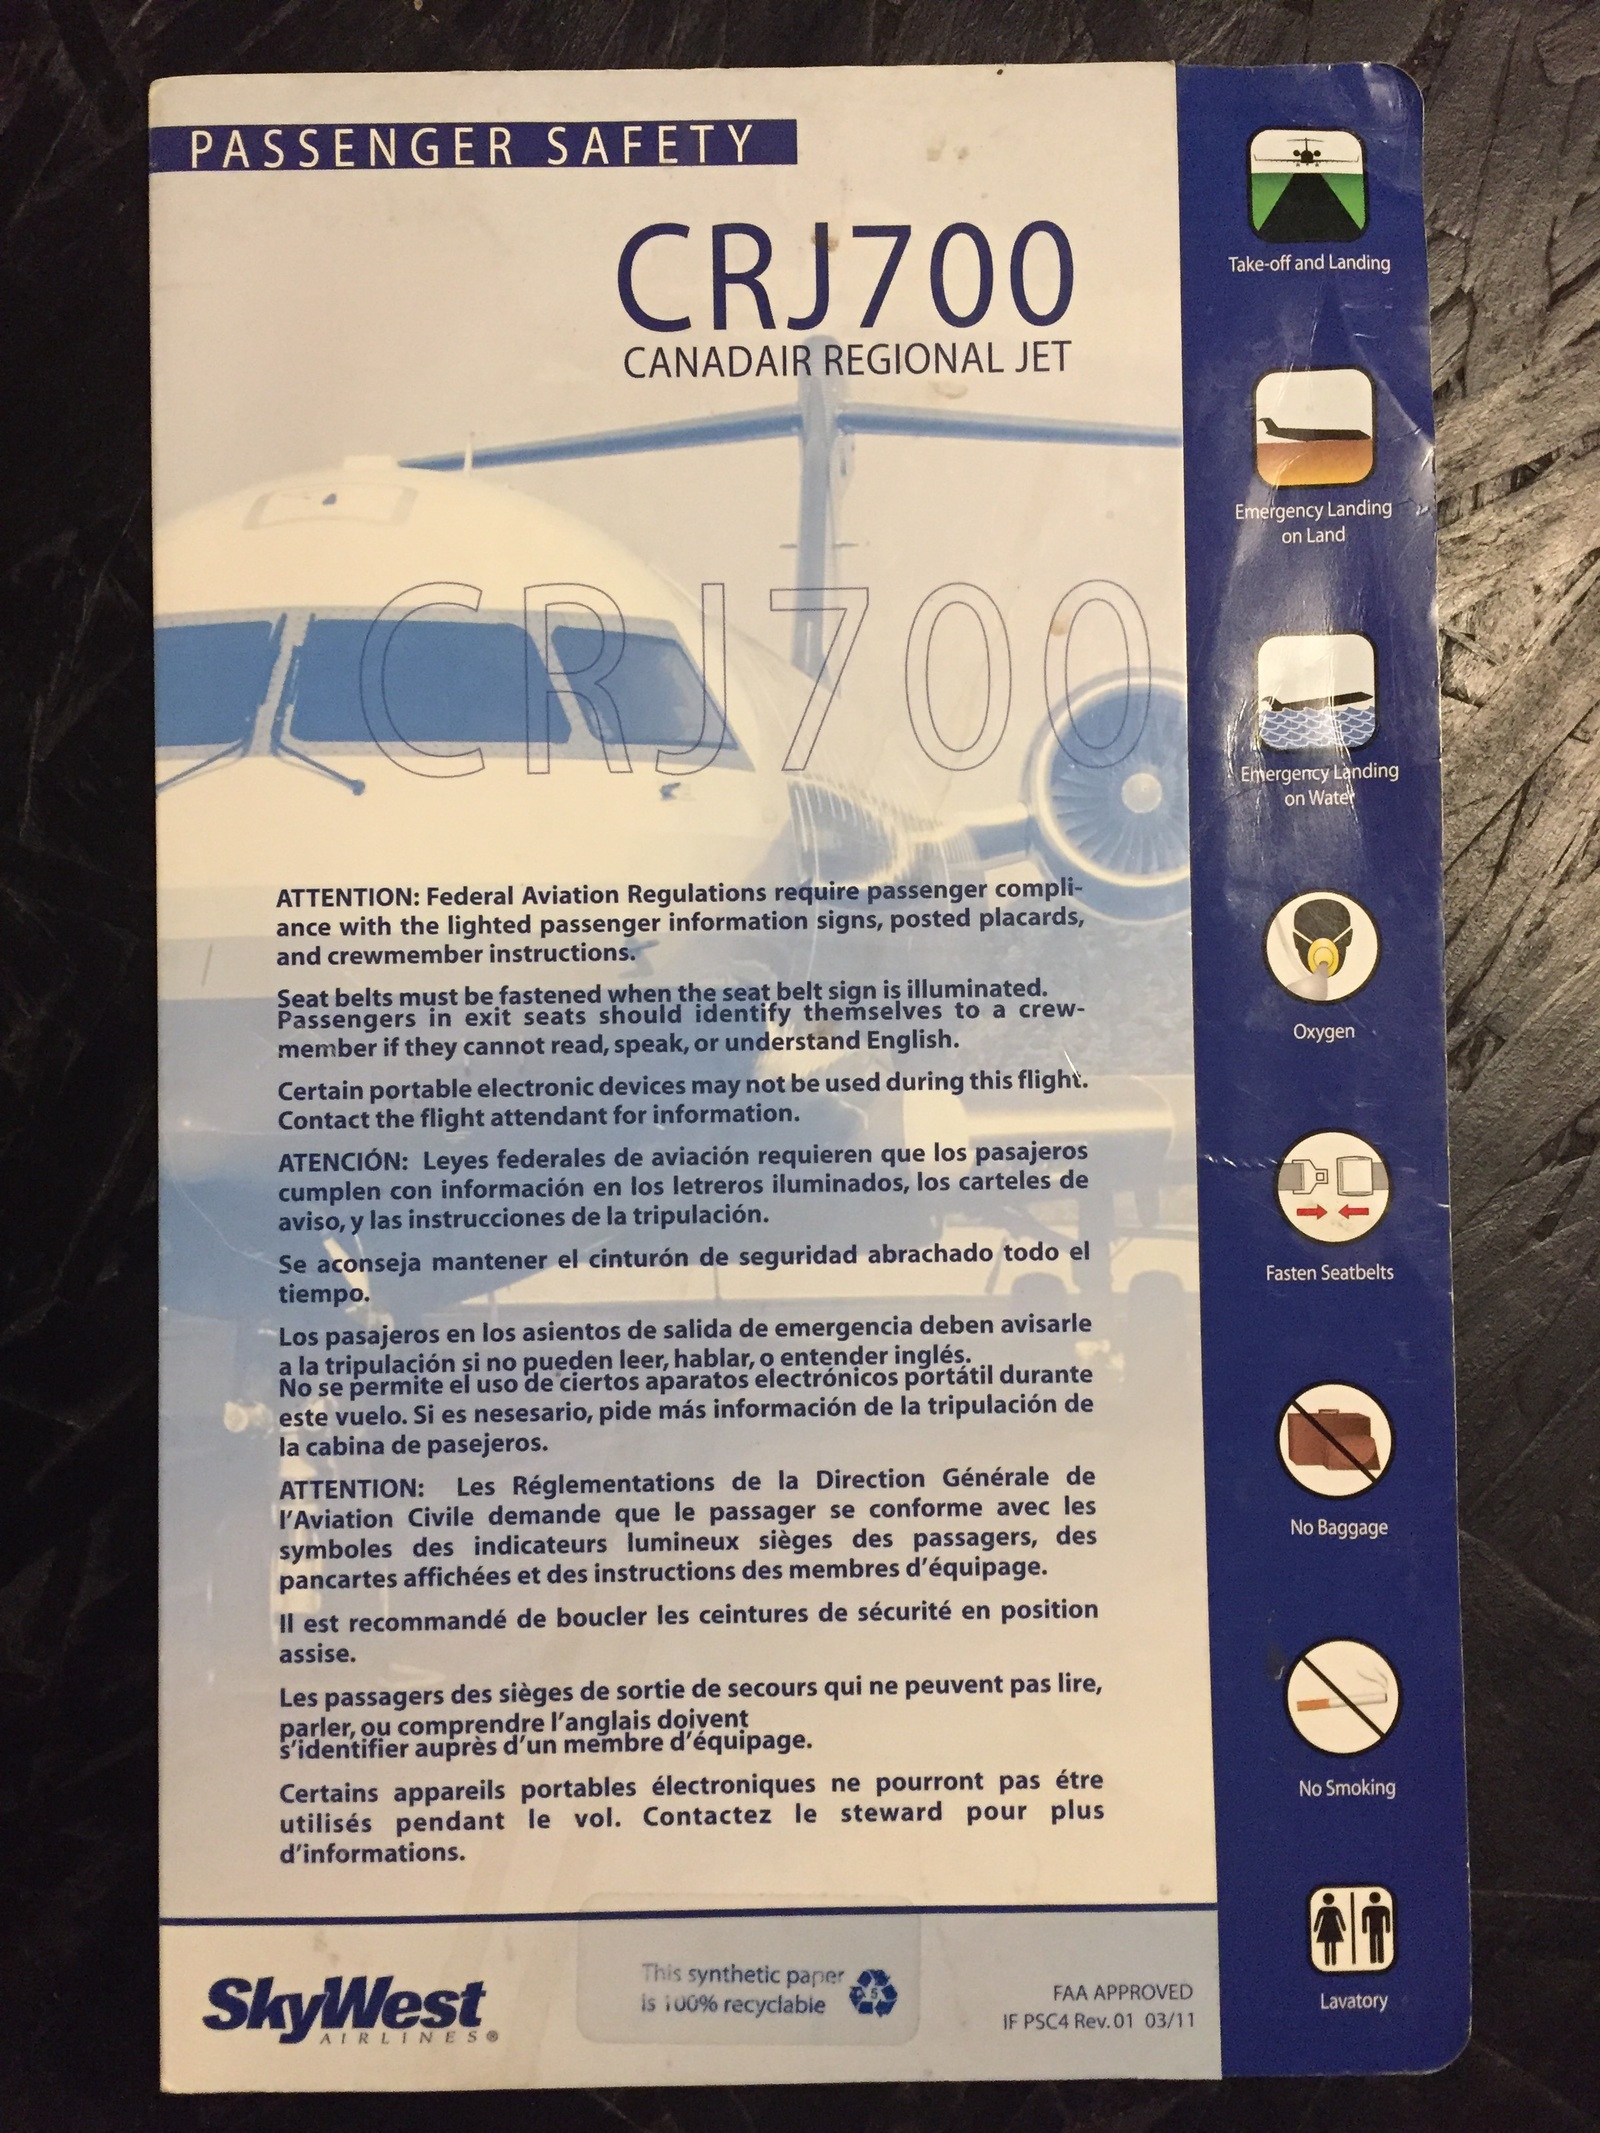 PASSENGER SAFETY
CRJ700
CANADAIR REGIONAL JET
CRJ700
ATTENTION: Federal Aviation Regulations require passenger compli-
ance with the lighted passenger information signs, posted placards,
and crewmember instructions.
Seat belts must be fastened when the seat belt sign is illuminated.
Passengers in exit seats should identify themselves to a crew-
member if they cannot read, speak, or understand English.
Certain portable electronic devices may not be used during this flight.
Contact the flight attendant for information.
ATENCIÓN: Leyes federales de aviación requieren que los pasajeros
cumplen con información en los letreros iluminados, los carteles de
aviso, y las instrucciones de la tripulación.
Se aconseja mantener el cinturón de seguridad abrachado todo el
tiempo.
Los pasajeros en los asientos de salida de emergencia deben avisarle
a la tripulación si no pueden leer, hablar, o entender inglés.
No se permite el uso de ciertos aparatos electrónicos portátil durante
este vuelo. Si es nesesario, pide más información de la tripulación de
la cabina de pasejeros.
ATTENTION: Les Réglementations de la Direction Générale de
l'Aviation Civile demande que le passager se conforme avec les
symboles des indicateurs lumineux sièges des passagers, des
pancartes affichées et des instructions des membres d'équipage.
Il est recommandé de boucler les ceintures de sécurité en position
assise.
Les passagers des sièges de sortie de secours qui ne peuvent pas lire,
parler, ou comprendre l'anglais doivent
s'identifier auprès d'un membre d'équipage.
Certains appareils portables électroniques ne pourront pas étre
utilisés pendant le vol. Contactez le steward pour plus
d'informations.
SkyWest
AIRLINES®
This synthetic paper
is 100% recyclable
5
FAA APPROVED
IF PSC4 Rev. 01 03/11
Take-off and Landing
Emergency Landing
on Land
Emergency Landing
on Water
Oxygen
Fasten Seatbelts
No Baggage
No Smoking
Lavatory